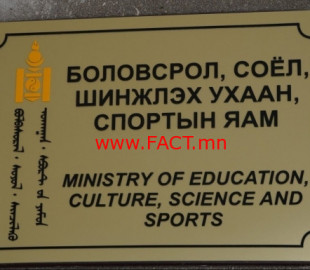 БОЛОВСРОЛ, СОЁЛ,
ШИНЖЛЭХ УХААН,
СПОРТЫН ЯАМ
www.FACT.mn
MINISTRY OF EDUCATION,
CULTURE, SCIENCE AND
SPORTS